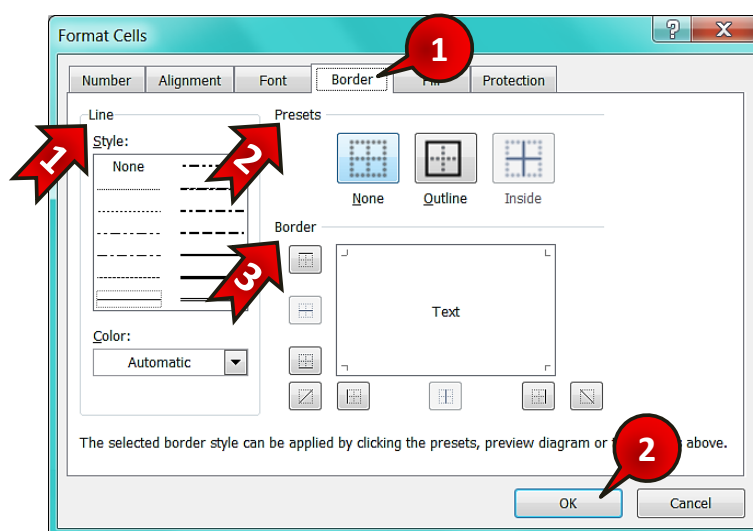 Format Cells
1
Number Alignment Font Border Fill Protection
Line
1
Style:
None
Color:
Automatic
Presets
2
None Outline Inside
Border
3
Text
The selected border style can be applied by clicking the presets, preview diagram or above.
2
OK Cancel